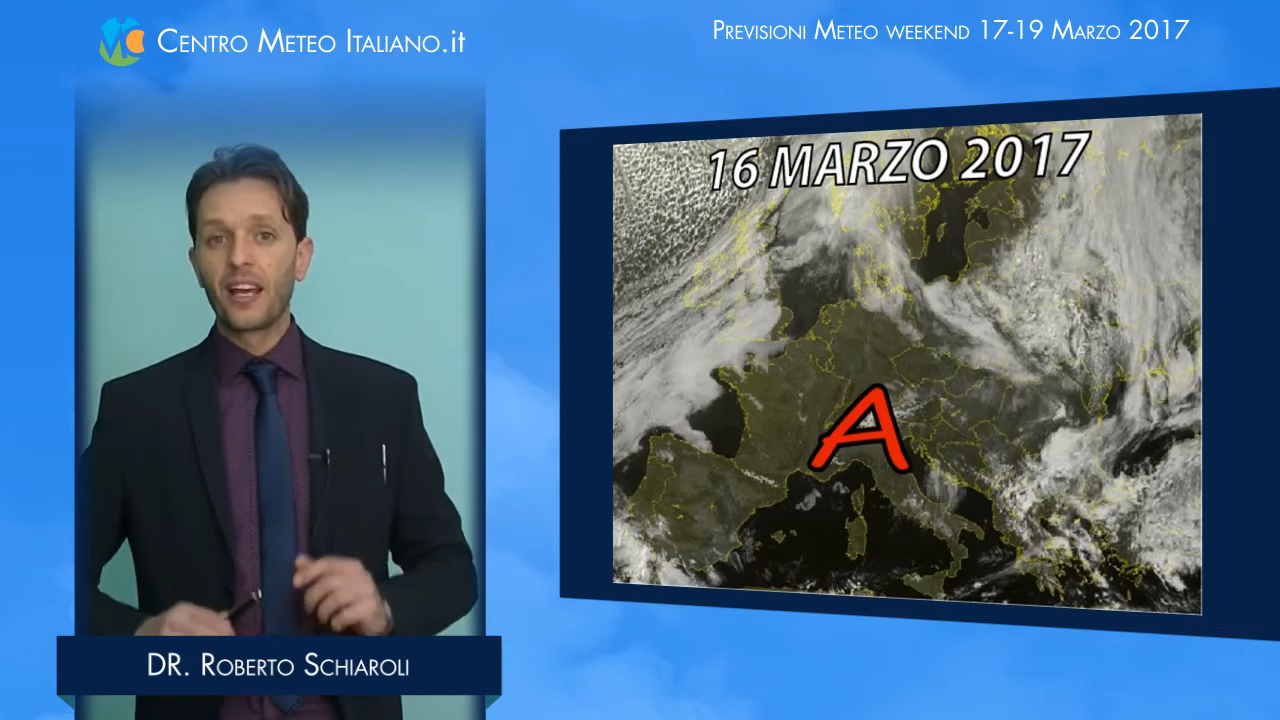 Centro Meteo Italiano.it
Previsioni Meteo weekend 17-19 Marzo 2017
16 MARZO 2017
A
DR. Roberto Schiaroli